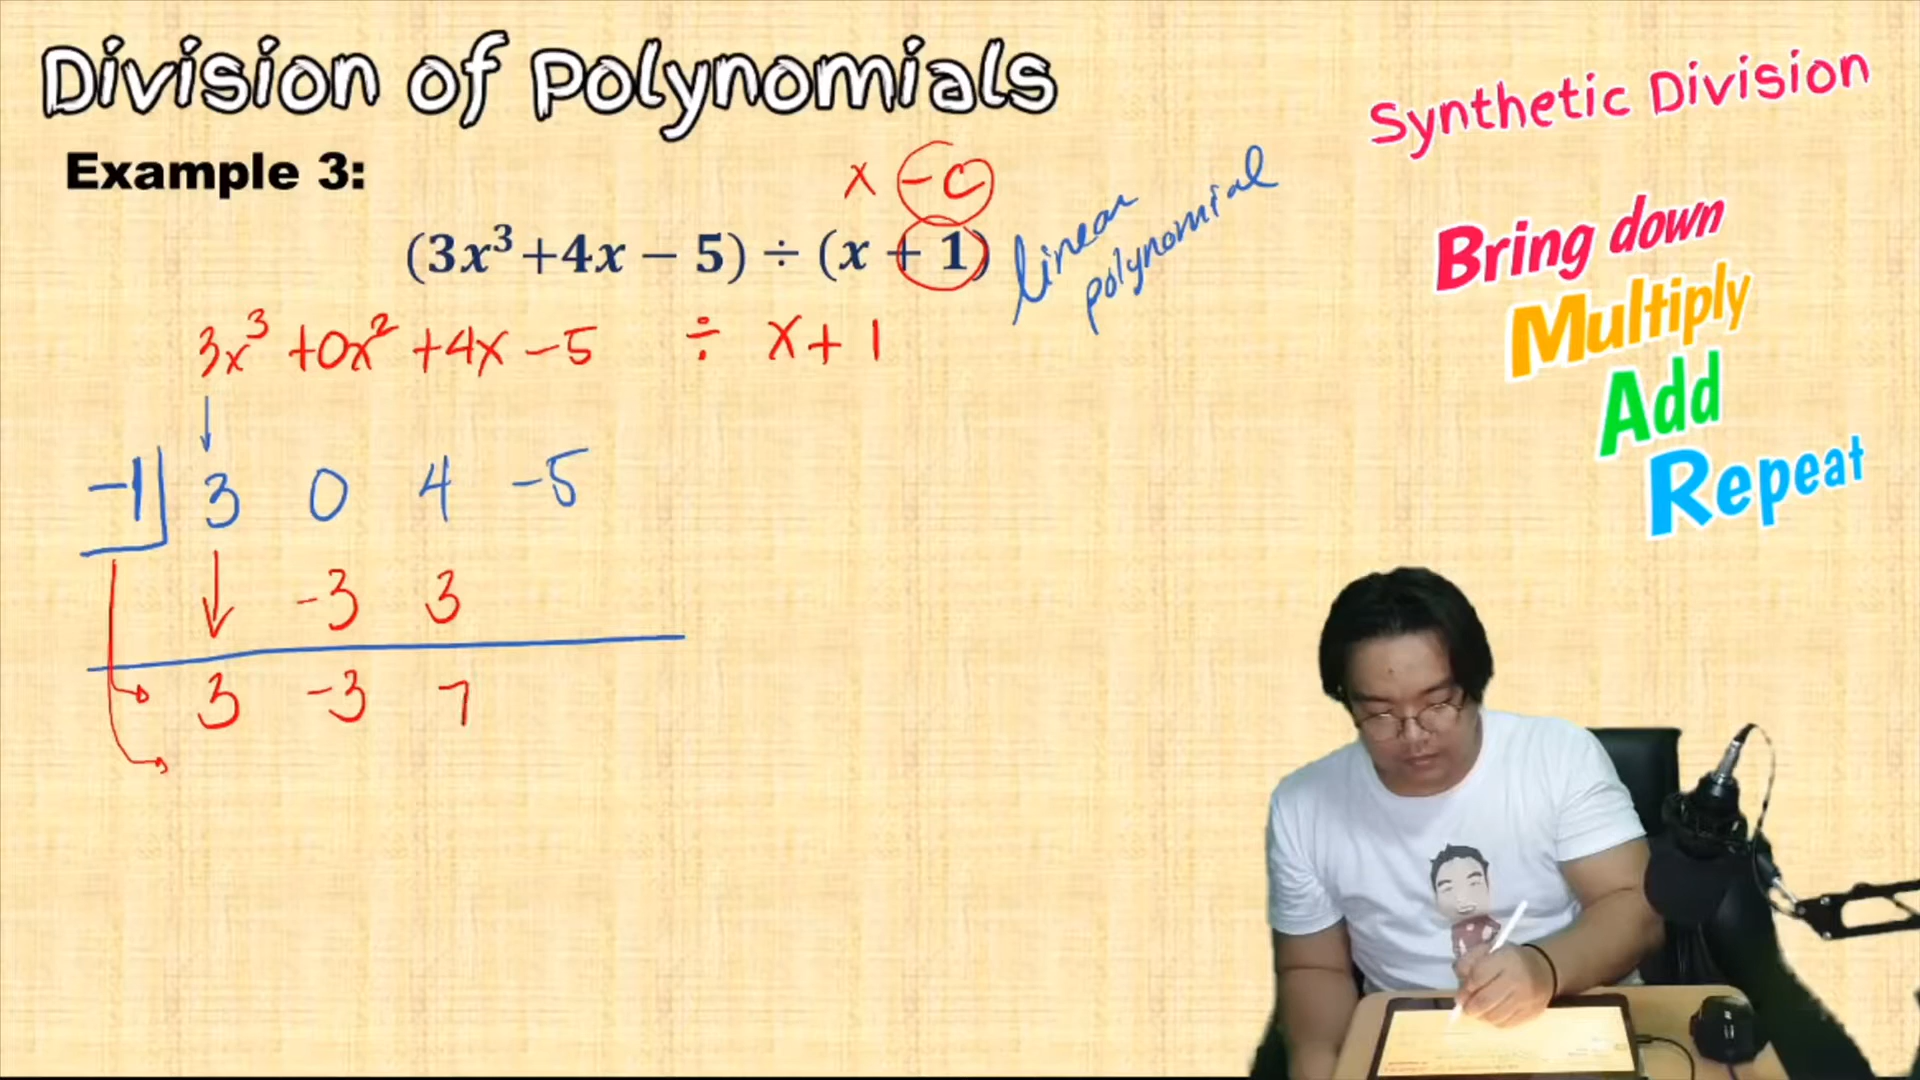 Division of Polynomials
Synthetic Division
Example 3:
x - c
(3x³+4x − 5) ÷ (x + 1)
linear
polynomial
Bring down
Multiply
Add
Repeat
3x³ +0x² +4x -5 ÷ x+1
-1 3 0 4 -5
-3 3
3 -3 7